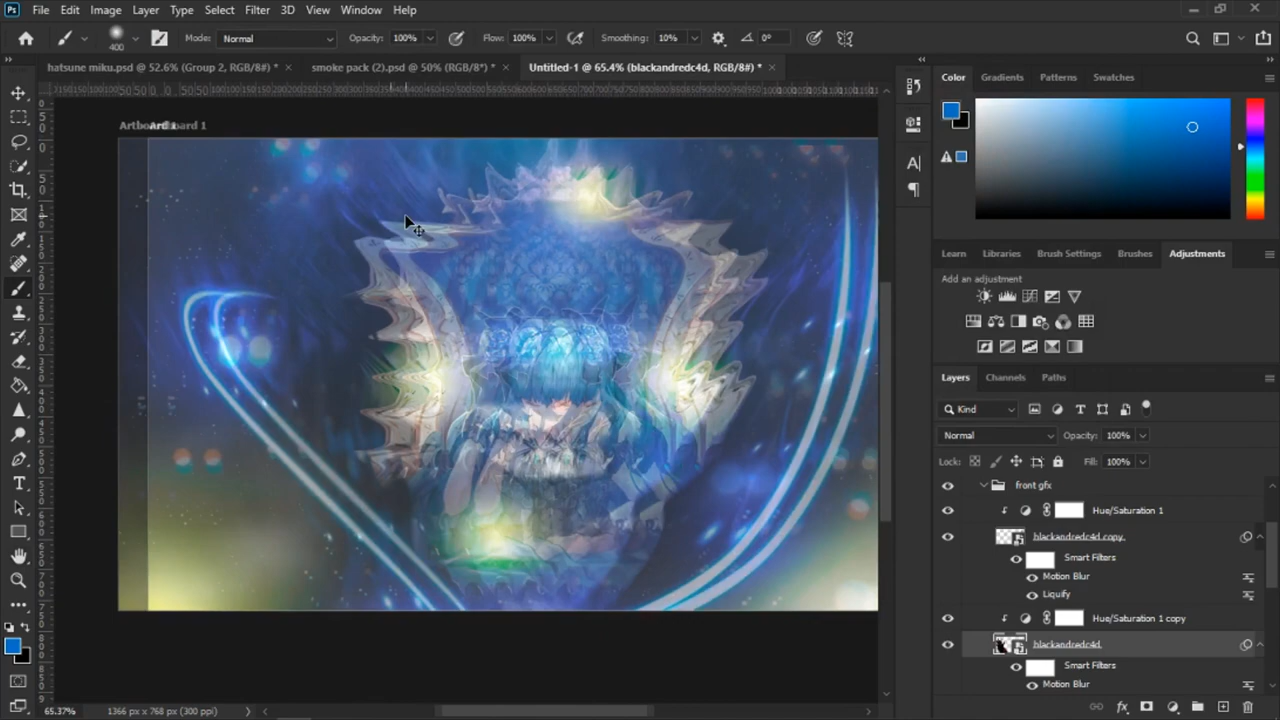 Ps File Edit Image Layer Type Select Filter 3D View Window Help
400 Mode: Normal Opacity: 100% Flow: 100% Smoothing: 10% 0°
hatsune miku.psd @ 52.6% (Group 2, RGB/8#) * × smoke pack (2).psd @ 50% (RGB/8*) * × Untitled-1 @ 65.4% (blackandredc4d, RGB/8#) * ×
Color Gradients Patterns Swatches
Learn Libraries Brush Settings Brushes Adjustments
Add an adjustment
Layers Channels Paths
Kind
Normal Opacity: 100%
Lock: Fill: 100%
front gfx
Hue/Saturation 1
blackandredc4d copy
Smart Filters
Motion Blur
Liquify
Hue/Saturation 1 copy
blackandredc4d
Smart Filters
Motion Blur
65.37% 1366 px x 768 px (300 ppi)